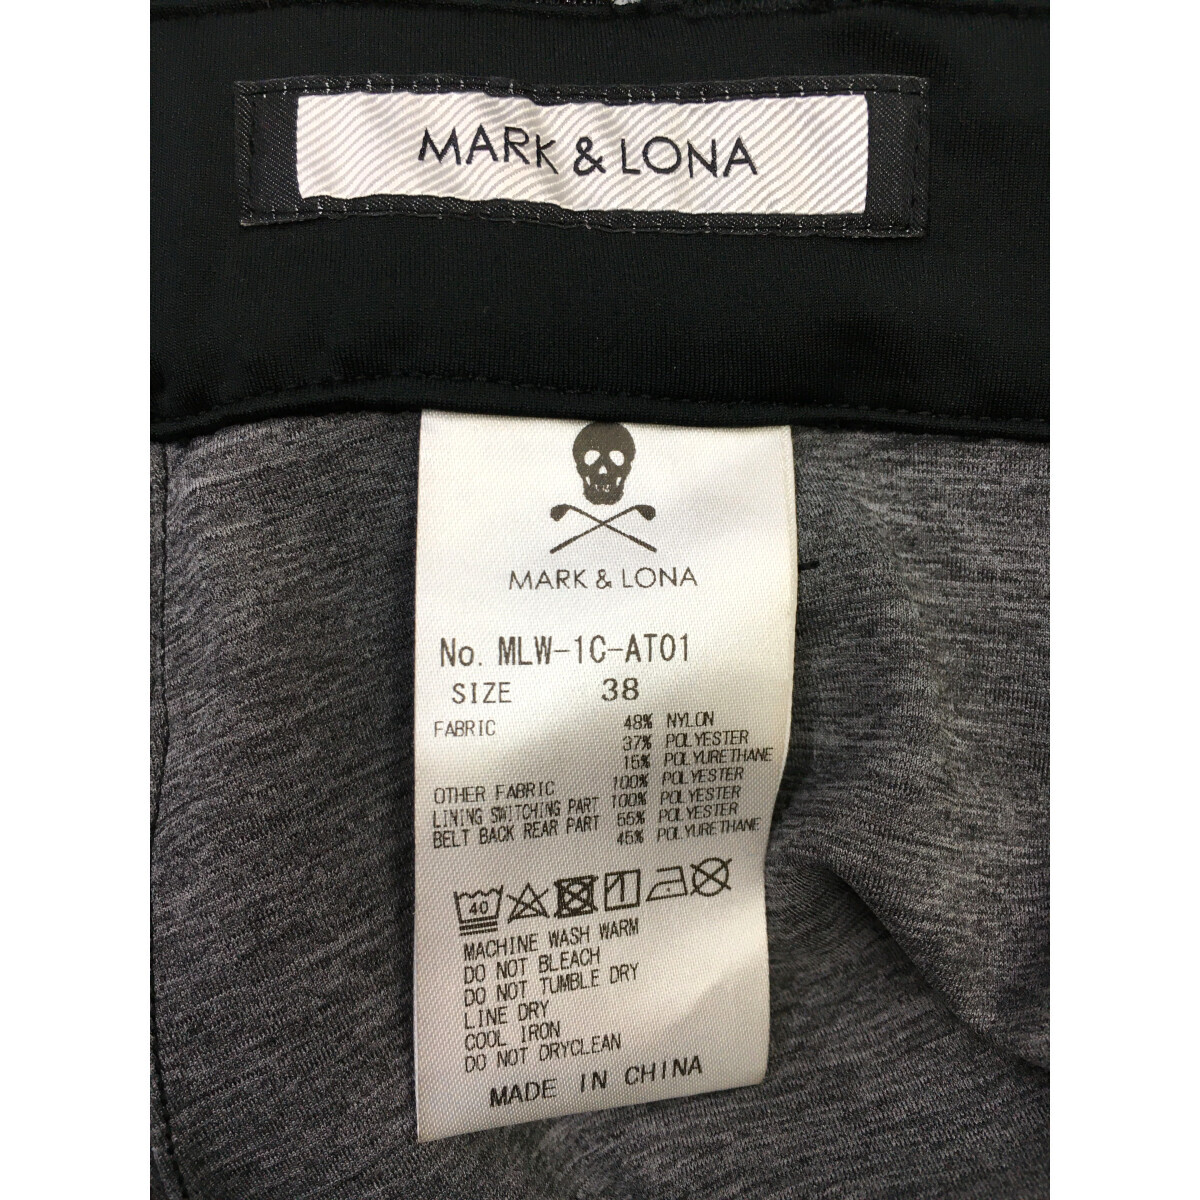 MARK & LONA
MARK & LONA
No. MLW-1C-AT01
SIZE 38
FABRIC 48% NYLON
37% POLYESTER
15% POLYURETHANE
OTHER FABRIC 100% POLYESTER
LINING SWITCHING PART 100% POLYESTER
BELT BACK REAR PART 55% POLYESTER
45% POLYURETHANE
40
MACHINE WASH WARM
DO NOT BLEACH
DO NOT TUMBLE DRY
LINE DRY
COOL IRON
DO NOT DRYCLEAN
MADE IN CHINA